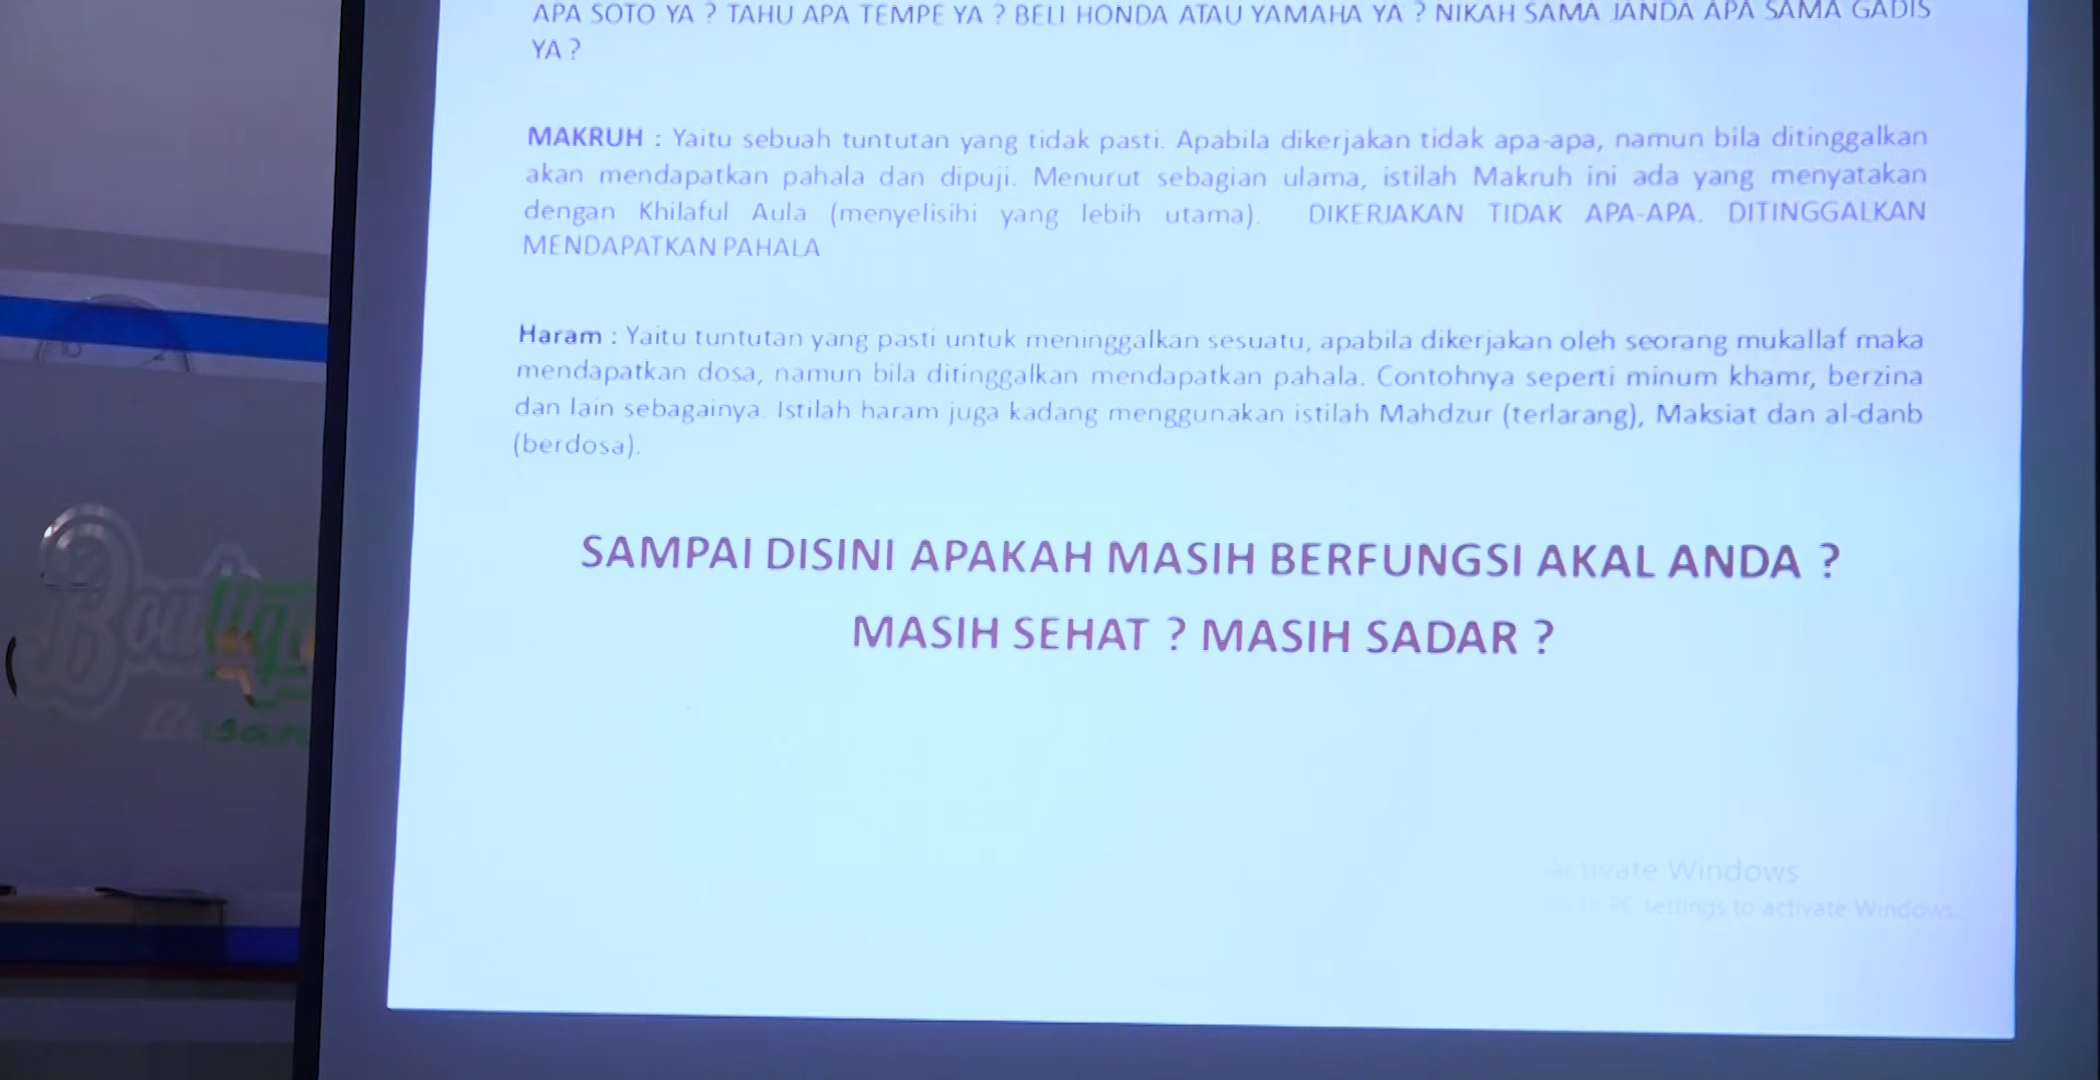 APA SOTO YA ? TAHU APA TEMPE YA ? BELI HONDA ATAU YAMAHA YA ? NIKAH SAMA JANDA APA SAMA GADIS
YA ?
MAKRUH : Yaitu sebuah tuntutan yang tidak pasti. Apabila dikerjakan tidak apa-apa, namun bila ditinggalkan
akan mendapatkan pahala dan dipuji. Menurut sebagian ulama, istilah Makruh ini ada yang menyatakan
dengan Khilaful Aula (menyelisihi yang lebih utama). DIKERJAKAN TIDAK APA-APA. DITINGGALKAN
MENDAPATKAN PAHALA
Haram : Yaitu tuntutan yang pasti untuk meninggalkan sesuatu, apabila dikerjakan oleh seorang mukallaf maka
mendapatkan dosa, namun bila ditinggalkan mendapatkan pahala. Contohnya seperti minum khamr, berzina
dan lain sebagainya. Istilah haram juga kadang menggunakan istilah Mahdzur (terlarang), Maksiat dan al-danb
(berdosa).
SAMPAI DISINI APAKAH MASIH BERFUNGSI AKAL ANDA ?
MASIH SEHAT ? MASIH SADAR ?
Activate Windows
to PC settings to activate Windows.